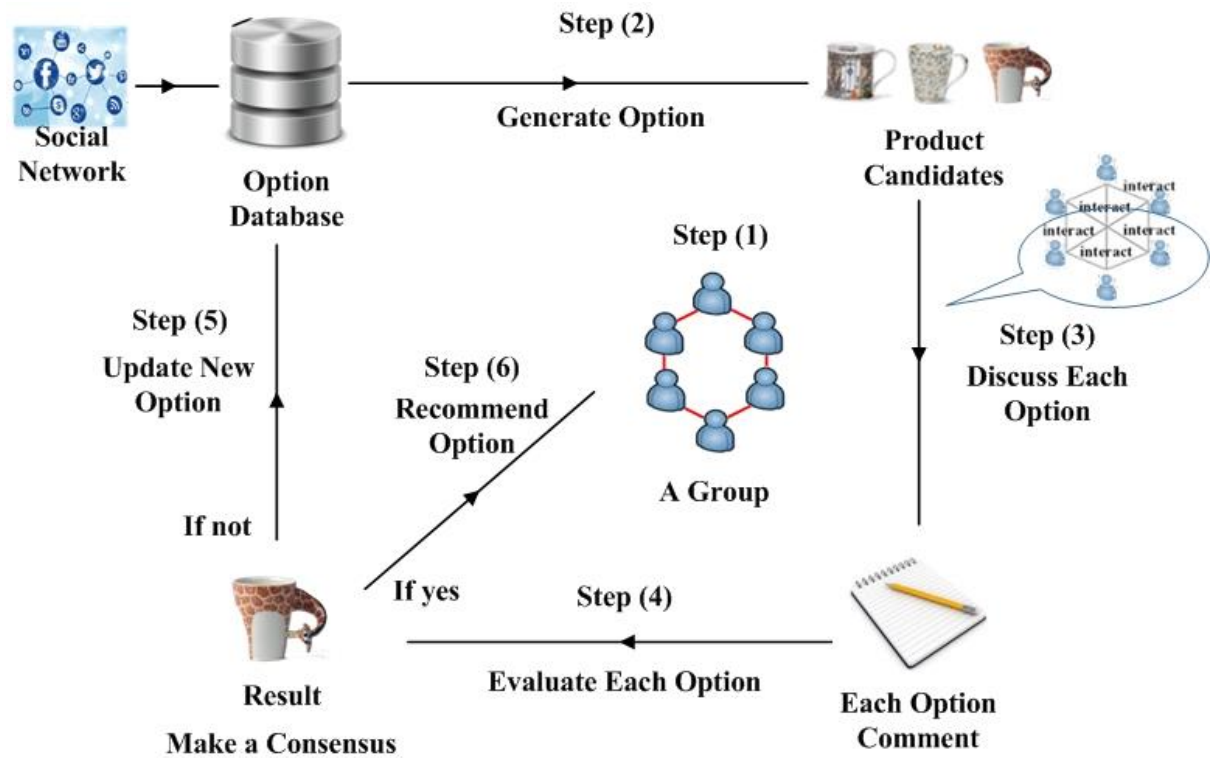 Step (2)
Generate Option
Social
Network
Option
Database
Product
Candidates
interact
interact
interact
interact
interact
Step (1)
Step (3)
Discuss Each
Option
Step (5)
Update New
Option
Step (6)
Recommend
Option
A Group
If not
If yes
Step (4)
Evaluate Each Option
Result
Make a Consensus
Each Option
Comment